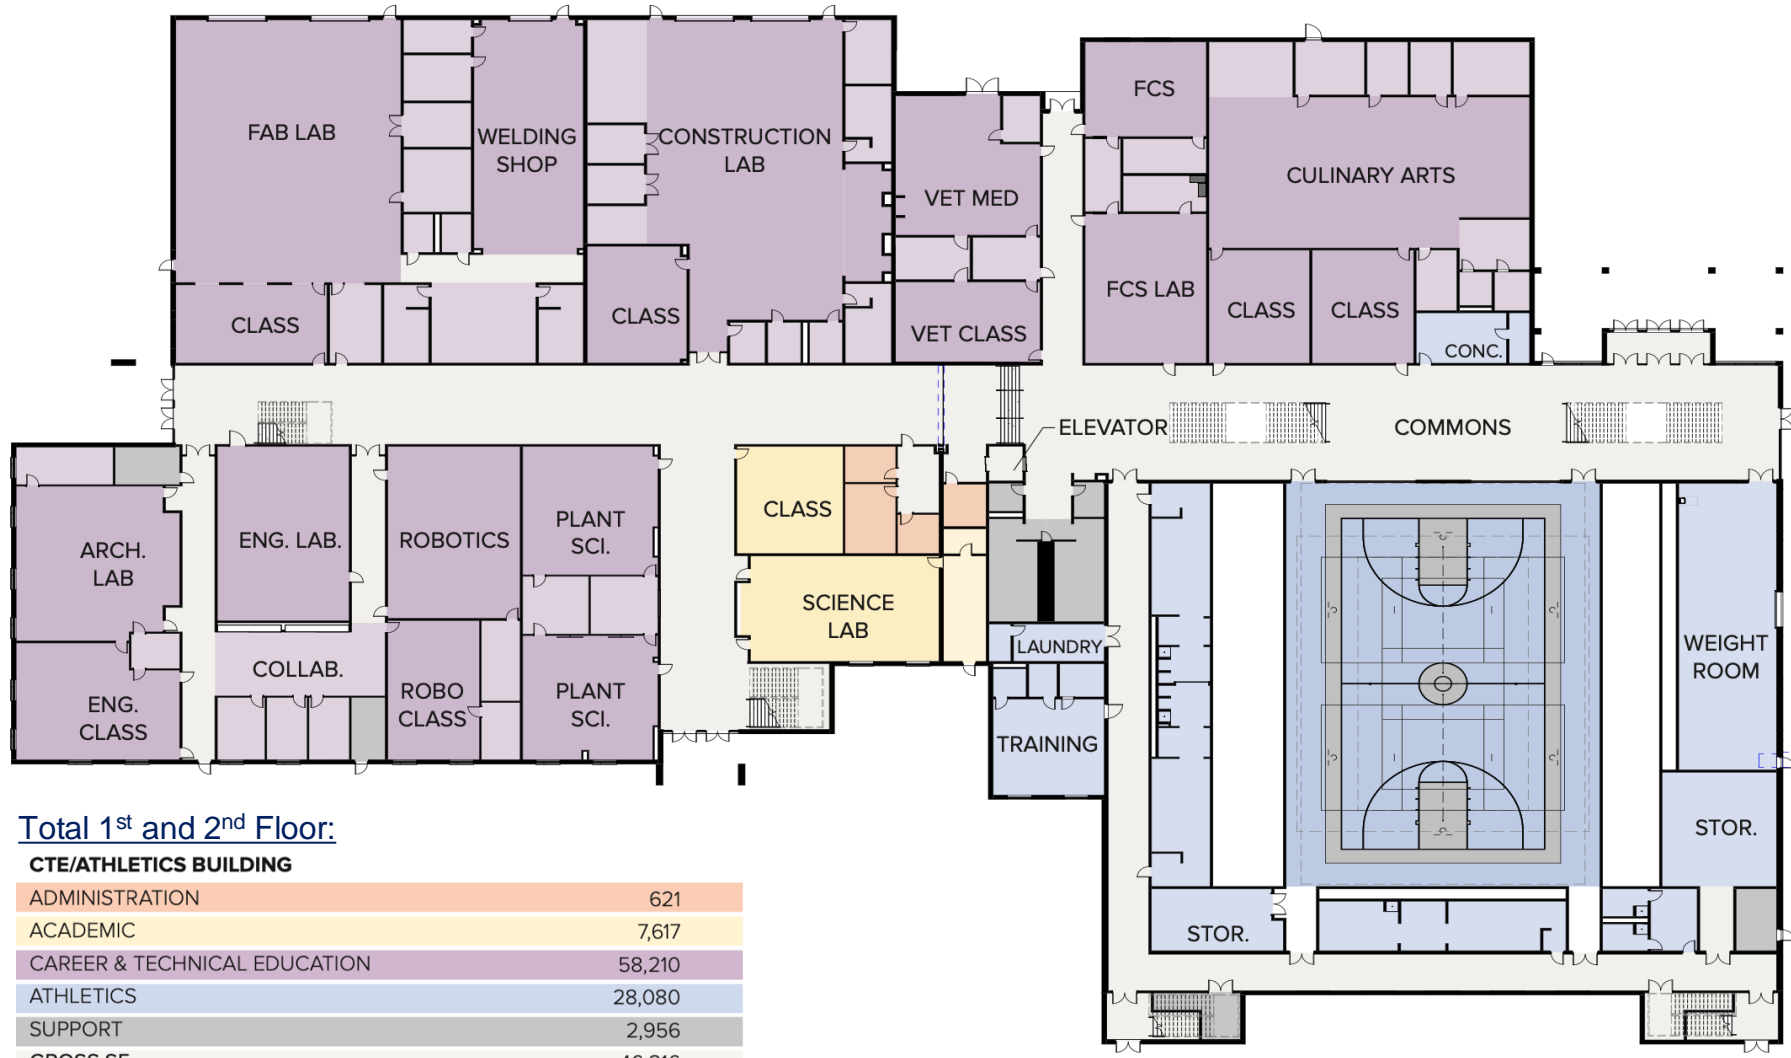 FAB LAB
WELDING
SHOP
CONSTRUCTION
LAB
VET MED
FCS
CULINARY ARTS
CLASS
CLASS
VET CLASS
FCS LAB
CLASS
CLASS
CONC.
ELEVATOR
COMMONS
ARCH.
LAB
ENG. LAB.
ROBOTICS
PLANT
SCI.
CLASS
SCIENCE
LAB
LAUNDRY
WEIGHT
ROOM
ENG.
CLASS
COLLAB.
ROBO
CLASS
PLANT
SCI.
TRAINING
STOR.
STOR.
Total 1st and 2nd Floor:
CTE/ATHLETICS BUILDING
ADMINISTRATION 621
ACADEMIC 7,617
CAREER & TECHNICAL EDUCATION 58,210
ATHLETICS 28,080
SUPPORT 2,956